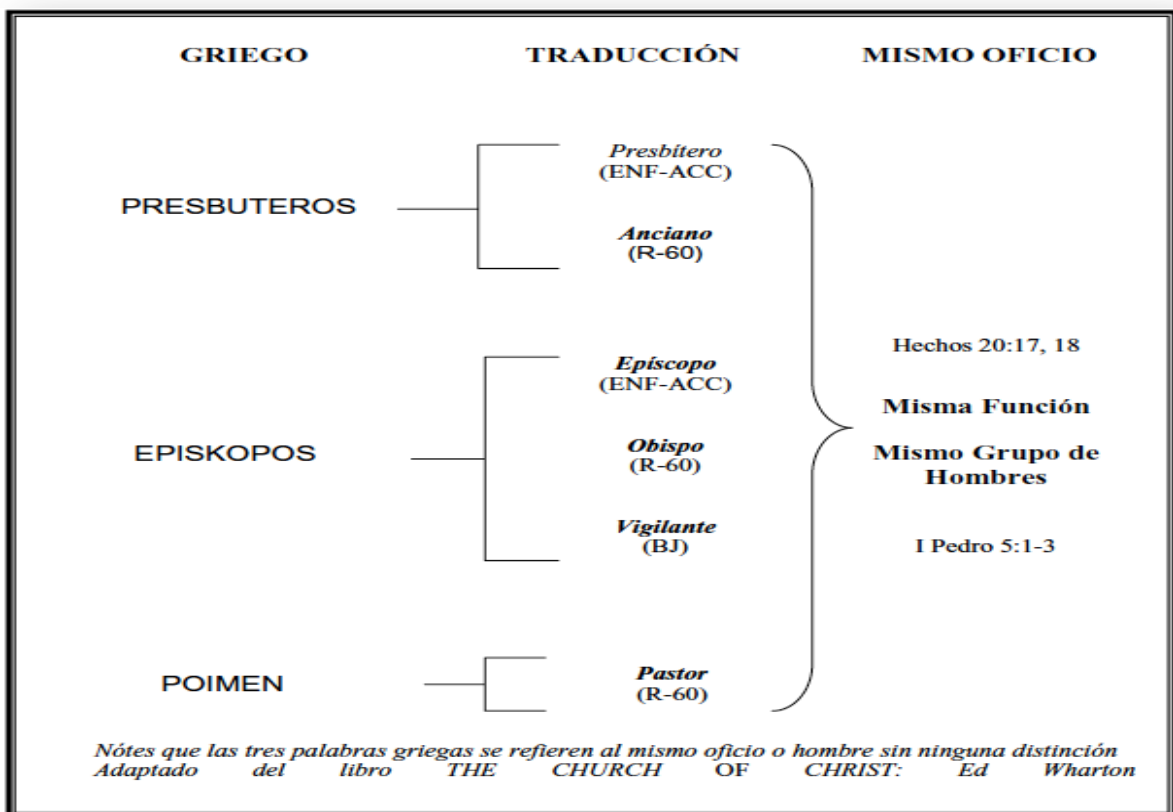 GRIEGO TRADUCCIÓN MISMO OFICIO
PRESBUTEROS
Presbítero
(ENF-ACC)
Anciano
(R-60)
EPISKOPOS
Epíscopo
(ENF-ACC)
Obispo
(R-60)
Vigilante
(BJ)
POIMEN
Pastor
(R-60)
Hechos 20:17, 18
Misma Función
Mismo Grupo de
Hombres
I Pedro 5:1-3
Nótes que las tres palabras griegas se refieren al mismo oficio o hombre sin ninguna distinción
Adaptado del libro THE CHURCH OF CHRIST: Ed Wharton